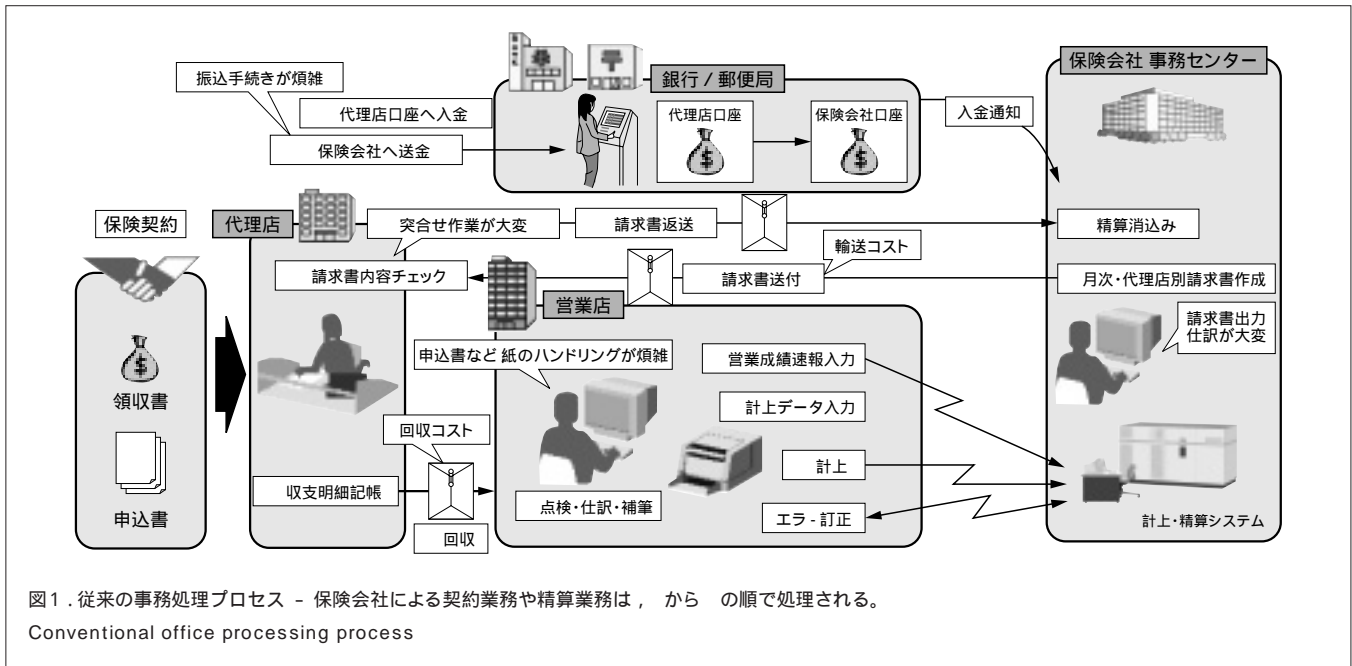 銀行 / 郵便局
保険会社 事務センター
振込手続きが煩雑
代理店口座へ入金
保険会社へ送金
代理店口座
保険会社口座
入金通知
保険契約
代理店
突合せ作業が大変
請求書返送
精算消込み
輸送コスト
請求書内容チェック
請求書送付
月次・代理店別請求書作成
営業店
請求書出力
仕訳が大変
申込書など 紙のハンドリングが煩雑
営業成績速報入力
計上データ入力
領収書
回収コスト
計上
収支明細記帳
点検・仕訳・補筆
申込書
エラ - 訂正
計上・精算システム
回収
図1 . 従来の事務処理プロセス － 保険会社による契約業務や精算業務は , から の順で処理される。
Conventional office processing process